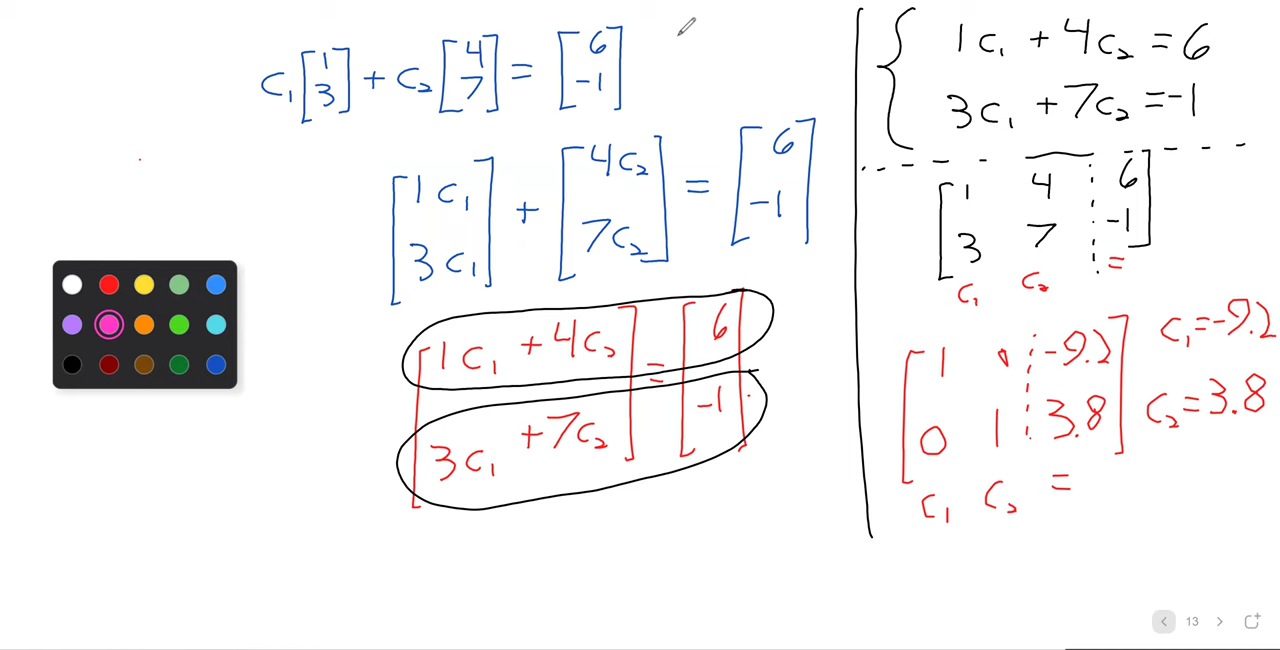 c₁ [1 3] + c₂ [4 7] = [6 -1]
[1c₁ 3c₁] + [4c₂ 7c₂] = [6 -1]
[1c₁ + 4c₂] = [6
3c₁ + 7c₂] -1]
{ 1c₁ + 4c₂ = 6
3c₁ + 7c₂ = -1
[1 4 ⋮ 6
3 7 ⋮ -1]
c₁ c₂ =
[1 0 ⋮ -9.2
0 1 ⋮ 3.8]
c₁ c₂ =
c₁ = -9.2
c₂ = 3.8
13